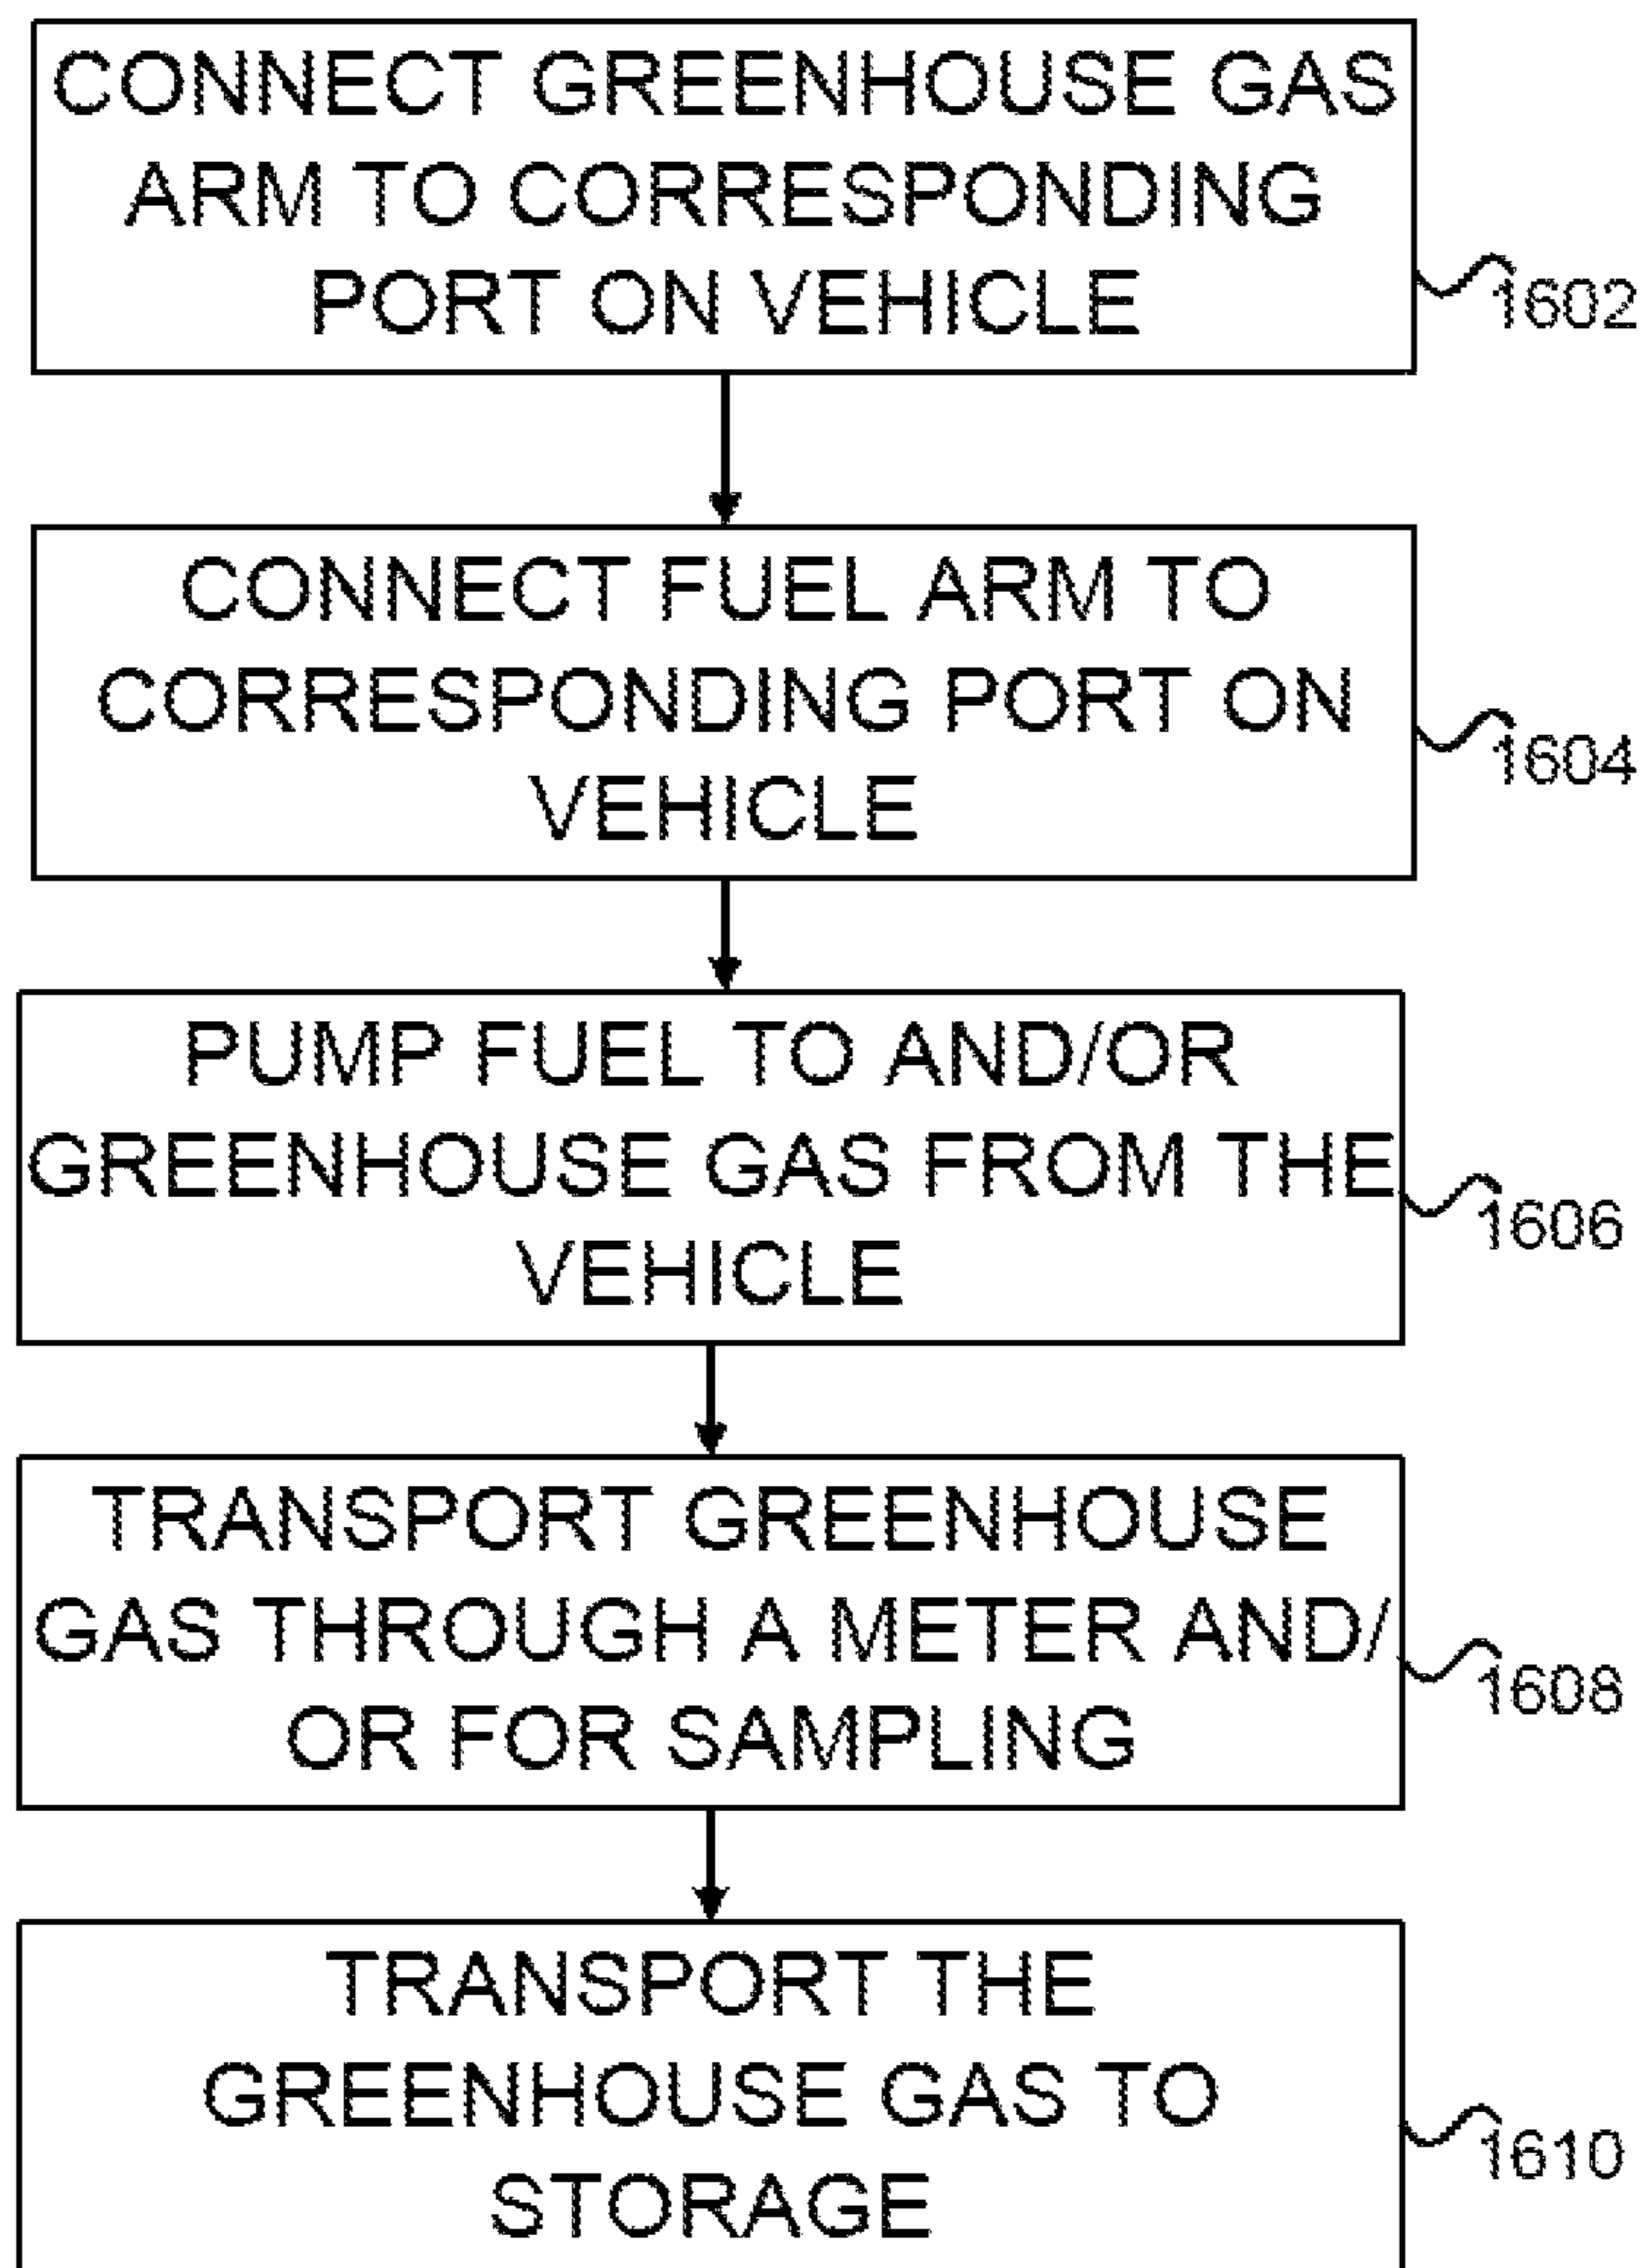 CONNECT GREENHOUSE GAS
ARM TO CORRESPONDING
PORT ON VEHICLE
1602
CONNECT FUEL ARM TO
CORRESPONDING PORT ON
VEHICLE
1604
PUMP FUEL TO AND/OR
GREENHOUSE GAS FROM THE
VEHICLE
1606
TRANSPORT GREENHOUSE
GAS THROUGH A METER AND/
OR FOR SAMPLING
1608
TRANSPORT THE
GREENHOUSE GAS TO
STORAGE
1610